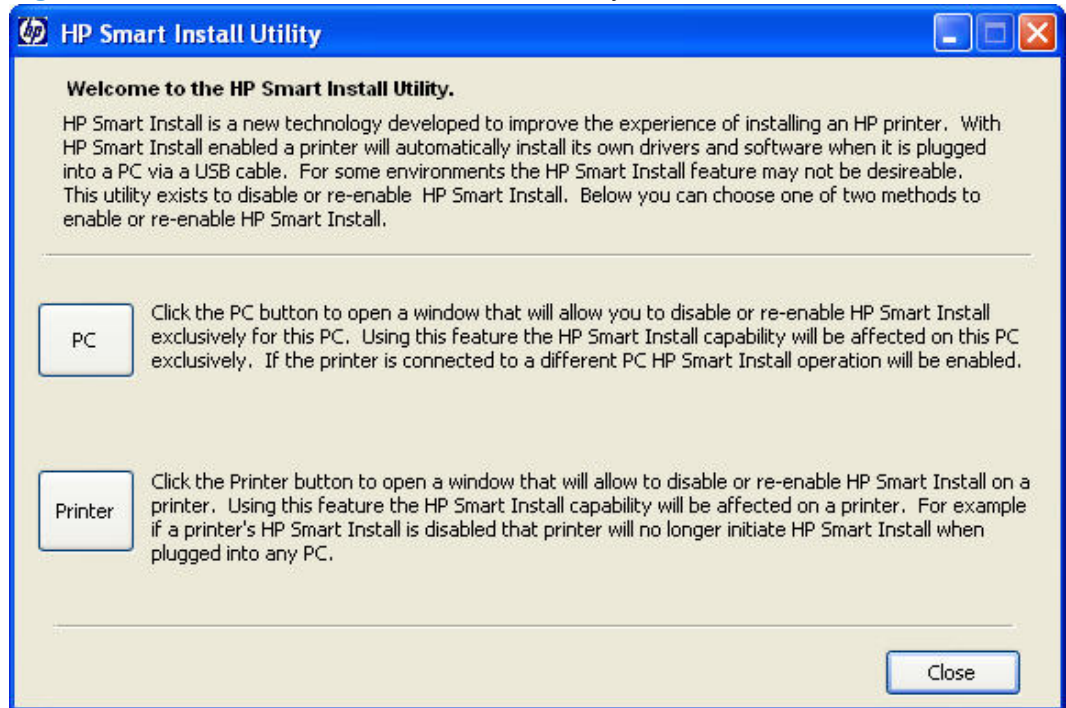 HP Smart Install Utility
Welcome to the HP Smart Install Utility.
HP Smart Install is a new technology developed to improve the experience of installing an HP printer. With
HP Smart Install enabled a printer will automatically install its own drivers and software when it is plugged
into a PC via a USB cable. For some environments the HP Smart Install feature may not be desireable.
This utility exists to disable or re-enable HP Smart Install. Below you can choose one of two methods to
enable or re-enable HP Smart Install.
PC
Click the PC button to open a window that will allow you to disable or re-enable HP Smart Install
exclusively for this PC. Using this feature the HP Smart Install capability will be affected on this PC
exclusively. If the printer is connected to a different PC HP Smart Install operation will be enabled.
Printer
Click the Printer button to open a window that will allow to disable or re-enable HP Smart Install on a
printer. Using this feature the HP Smart Install capability will be affected on a printer. For example
if a printer's HP Smart Install is disabled that printer will no longer initiate HP Smart Install when
plugged into any PC.
Close